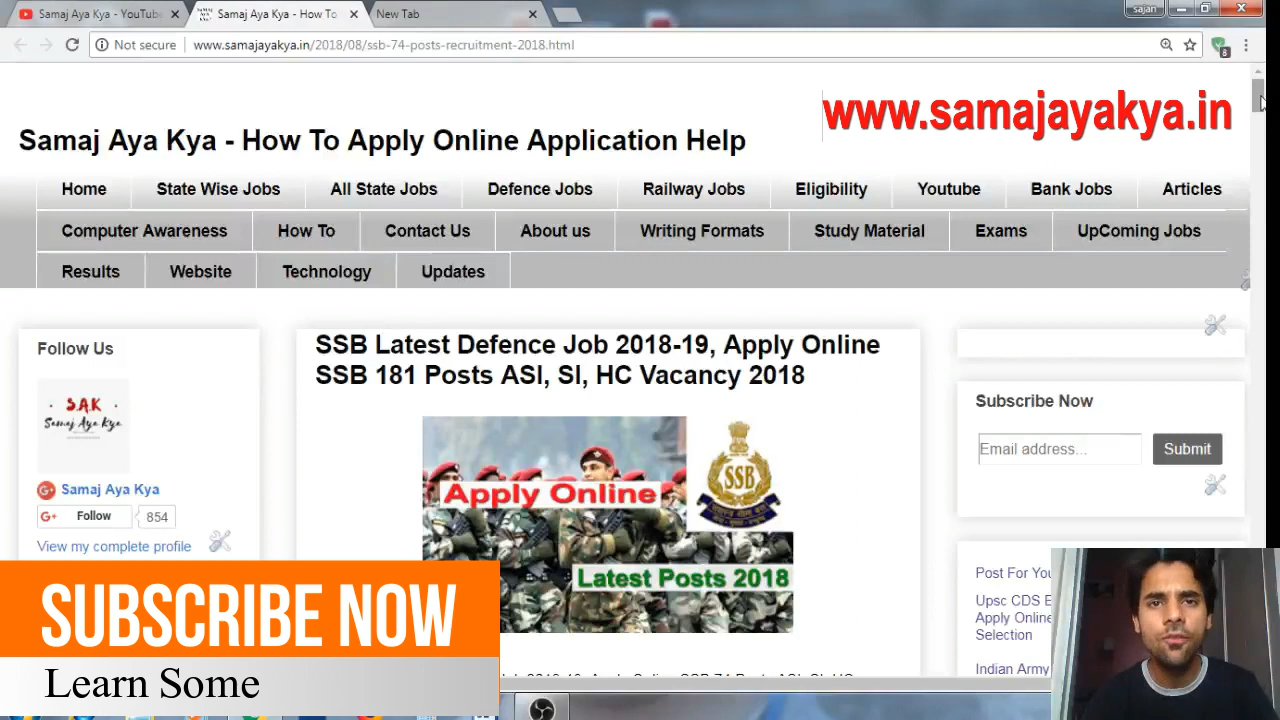 Samaj Aya Kya - YouTube
Samaj Aya Kya - How To
New Tab
sajan
Not secure
www.samajayakya.in/2018/08/ssb-74-posts-recruitment-2018.html
8
www.samajayakya.in
Samaj Aya Kya - How To Apply Online Application Help
Home State Wise Jobs All State Jobs Defence Jobs Railway Jobs Eligibility Youtube Bank Jobs Articles
Computer Awareness How To Contact Us About us Writing Formats Study Material Exams UpComing Jobs
Results Website Technology Updates
Follow Us
S.A.K
Samaj Aya Kya
Samaj Aya Kya
G+ Follow 854
View my complete profile
SSB Latest Defence Job 2018-19, Apply Online
SSB 181 Posts ASI, SI, HC Vacancy 2018
Apply Online
SSB
Latest Posts 2018
Subscribe Now
Email address...
Submit
Post For You
Upsc CDS E
Apply Online
Selection
Indian Army
SUBSCRIBE NOW
Learn Some